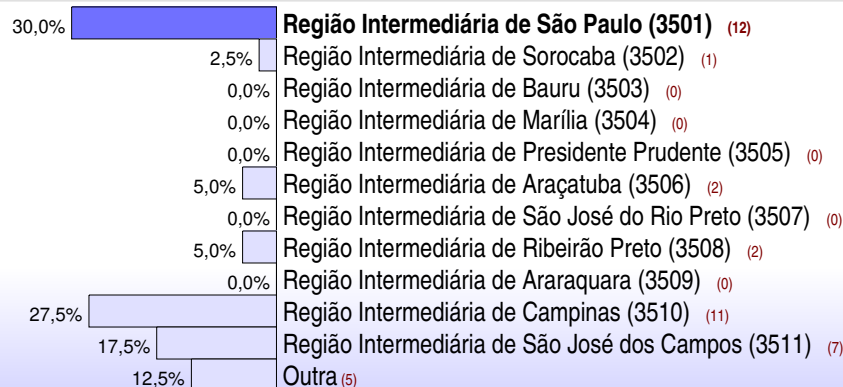 30,0% Região Intermediária de São Paulo (3501) (12)
2,5% Região Intermediária de Sorocaba (3502) (1)
0,0% Região Intermediária de Bauru (3503) (0)
0,0% Região Intermediária de Marília (3504) (0)
0,0% Região Intermediária de Presidente Prudente (3505) (0)
5,0% Região Intermediária de Araçatuba (3506) (2)
0,0% Região Intermediária de São José do Rio Preto (3507) (0)
5,0% Região Intermediária de Ribeirão Preto (3508) (2)
0,0% Região Intermediária de Araraquara (3509) (0)
27,5% Região Intermediária de Campinas (3510) (11)
17,5% Região Intermediária de São José dos Campos (3511) (7)
12,5% Outra (5)